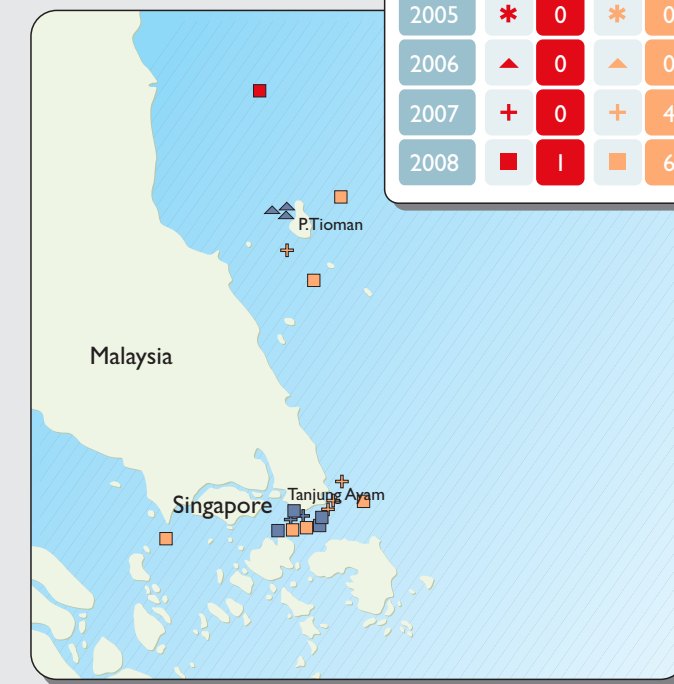 2005 * 0 * 0
2006 0 0
2007 + 0 + 4
2008 1 6
P.Tioman
Malaysia
Tanjung Ayam
Singapore